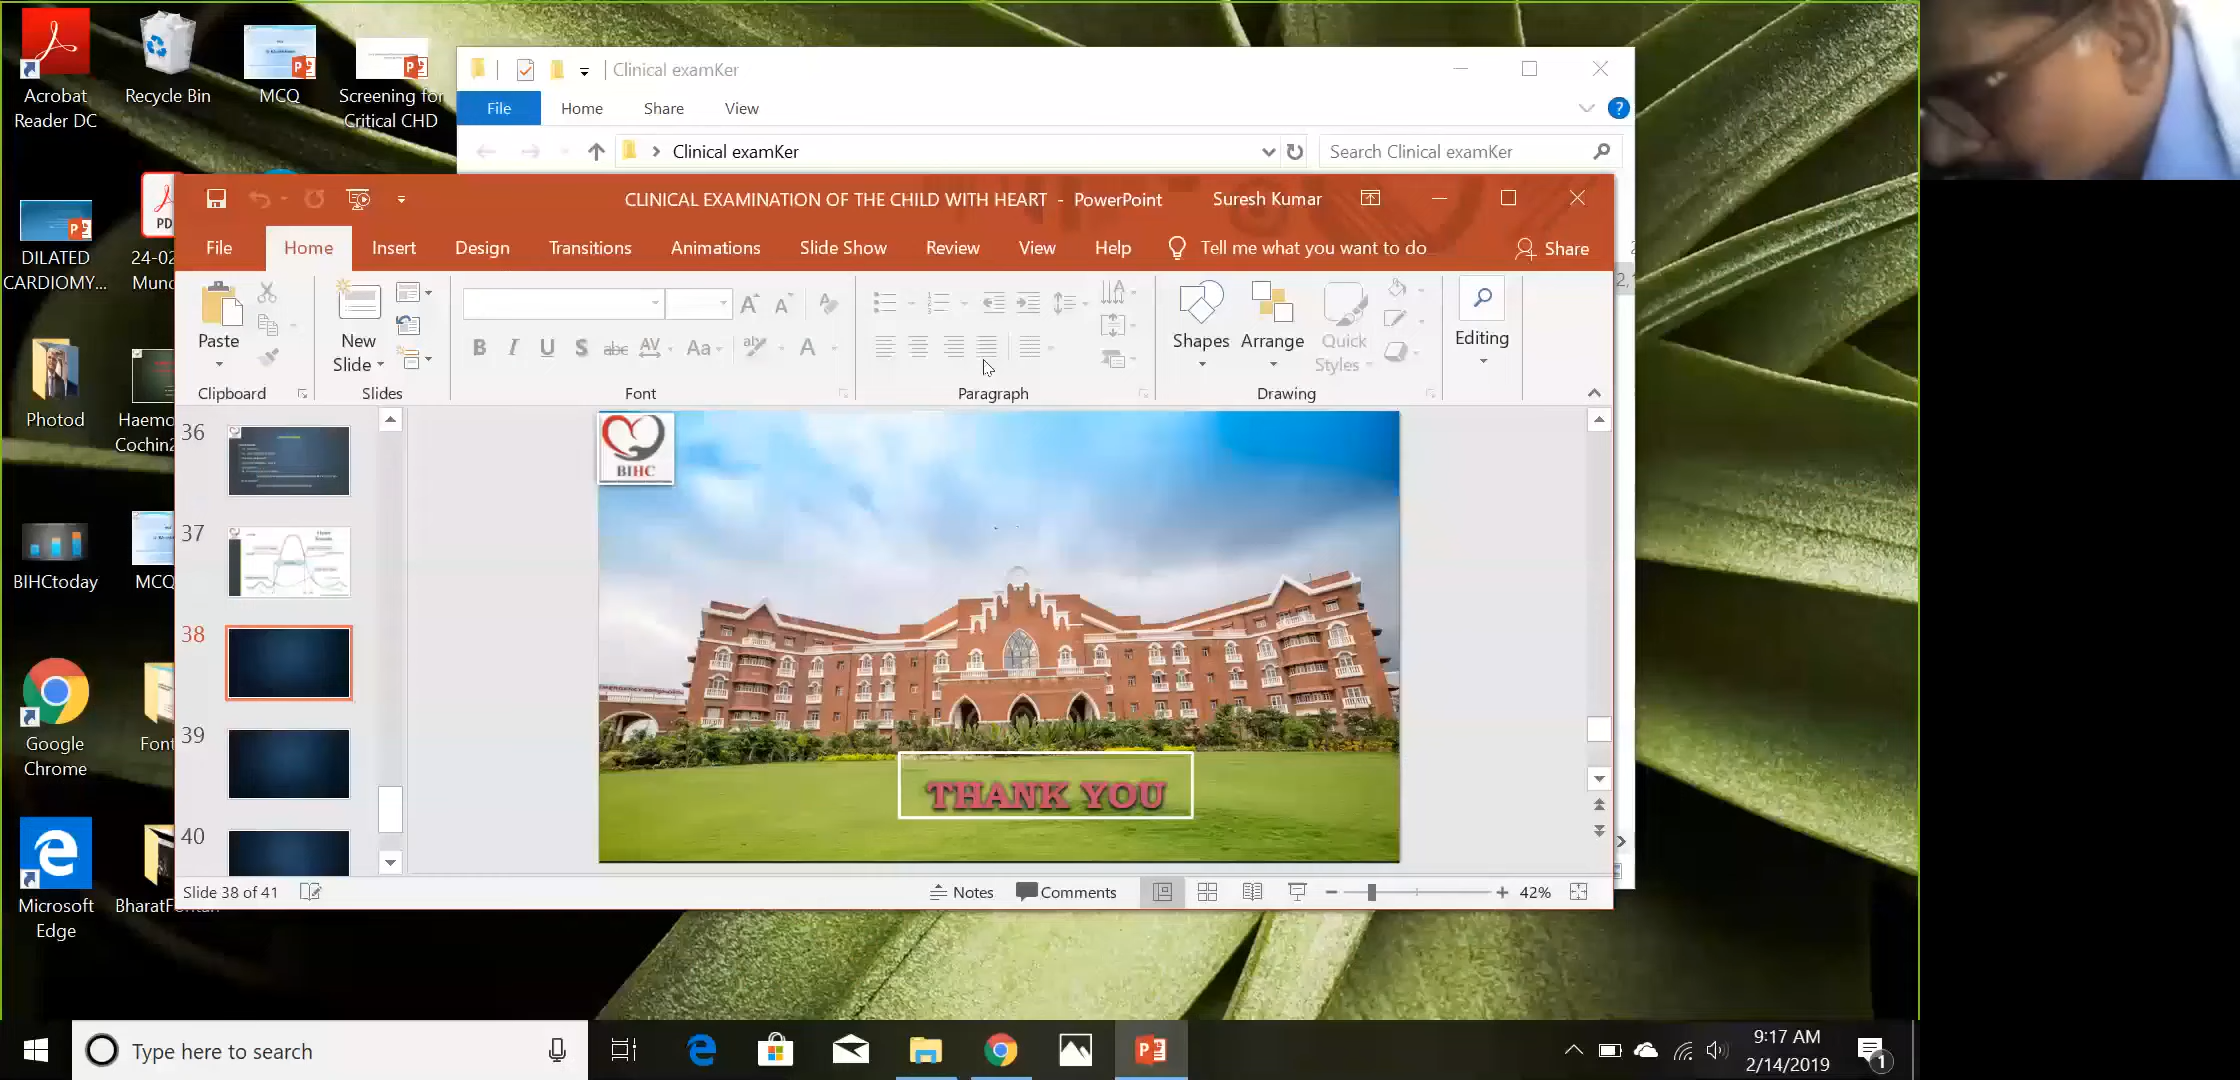 Acrobat
Reader DC
Recycle Bin
MCQ
Screening for
Critical CHD
DILATED
CARDIOMY...
24-02
Munc
Photod
Haemo
Cochin2
BIHCtoday
MCQ
Google
Chrome
Font
Microsoft
Edge
Clinical examKer
File
Home
Share
View
Clinical examKer
Search Clinical examKer
CLINICAL EXAMINATION OF THE CHILD WITH HEART - PowerPoint
Suresh Kumar
File
Home
Insert
Design
Transitions
Animations
Slide Show
Review
View
Help
Tell me what you want to do
Share
Paste
New
Slide
Shapes
Arrange
Quick
Styles
Editing
Clipboard
Slides
Font
Paragraph
Drawing
36
37
38
39
40
BIHC
THANK YOU
Slide 38 of 41
Notes
Comments
42%
Type here to search
9:17 AM
2/14/2019
1